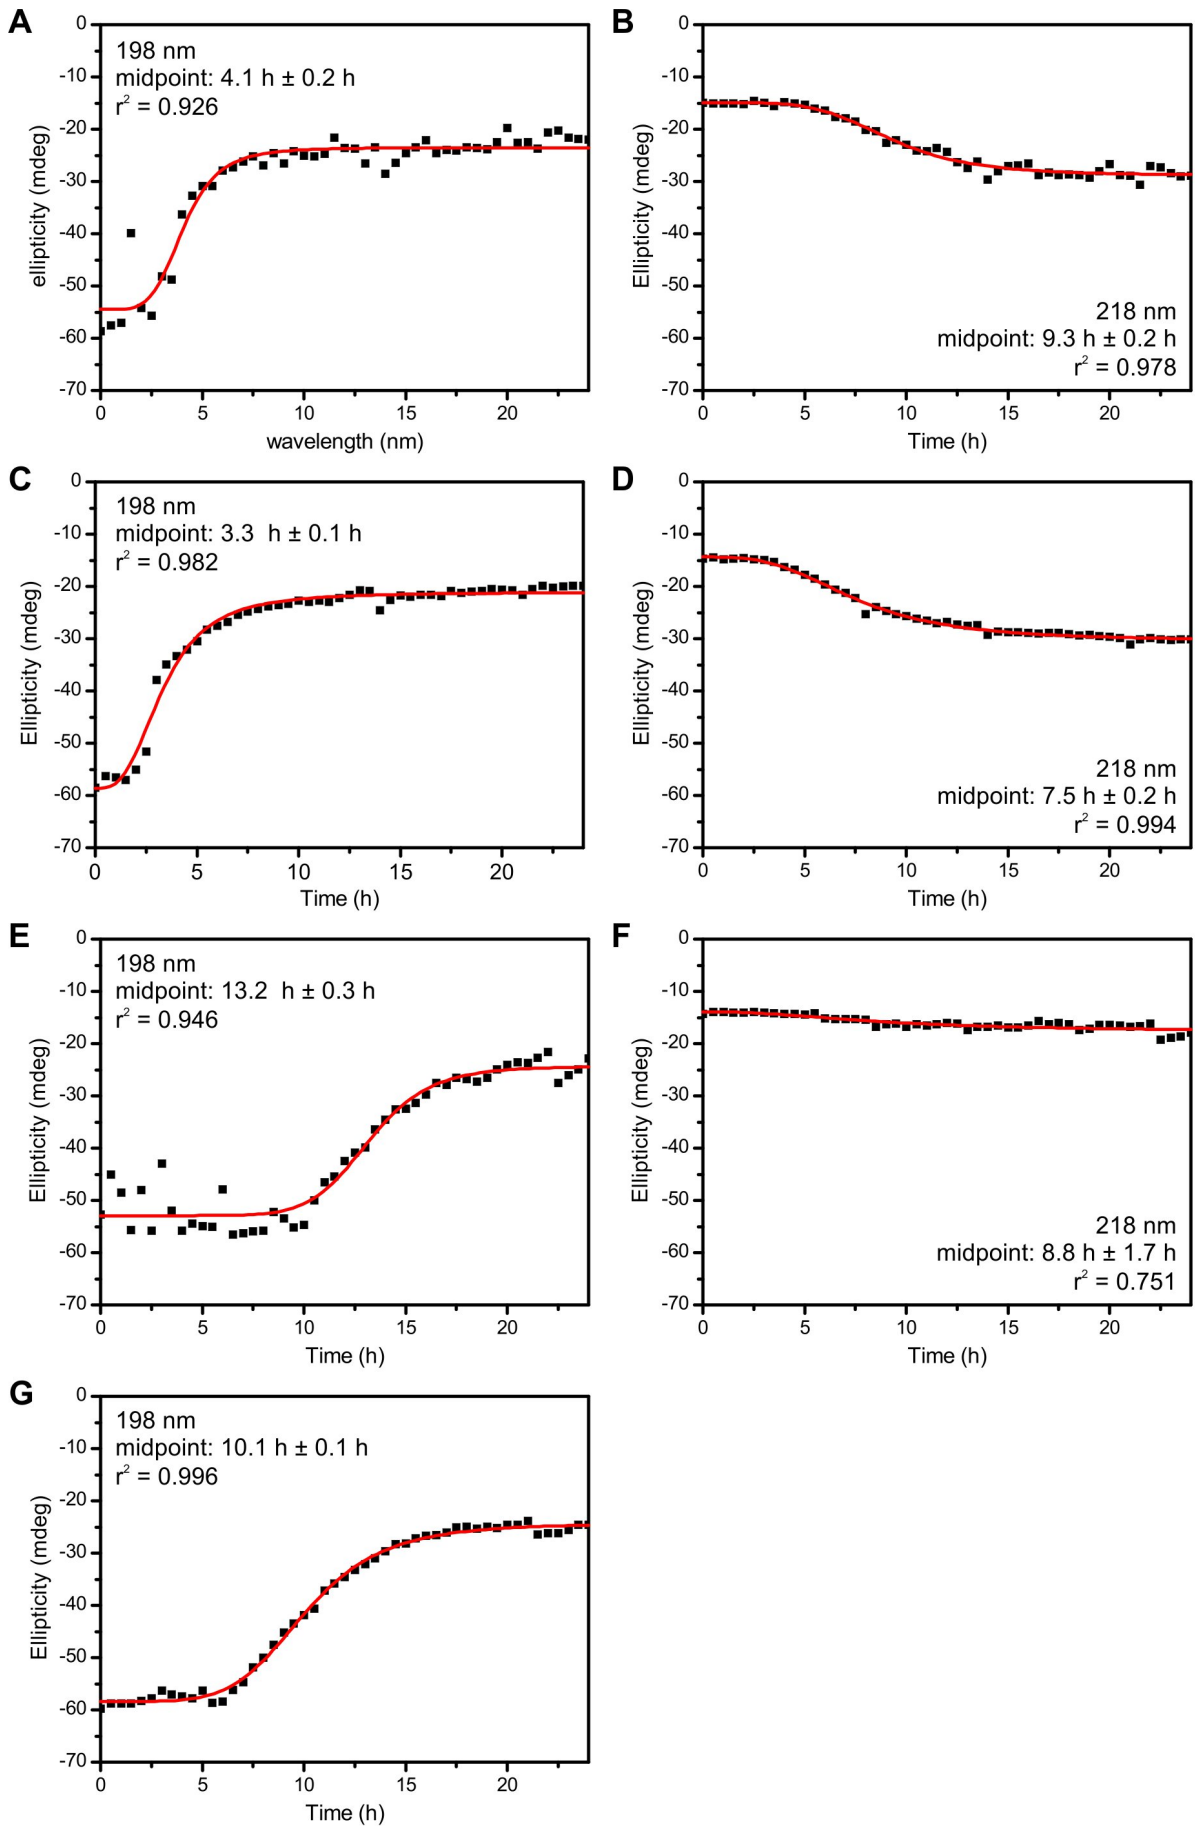 A
0
-10
-20
-30
-40
-50
-60
-70
ellipticity (mdeg)
198 nm
midpoint: 4.1 h ± 0.2 h
r² = 0.926
0 5 10 15 20
wavelength (nm)
B
0
-10
-20
-30
-40
-50
-60
-70
Ellipticity (mdeg)
218 nm
midpoint: 9.3 h ± 0.2 h
r² = 0.978
0 5 10 15 20
Time (h)
C
0
-10
-20
-30
-40
-50
-60
-70
Ellipticity (mdeg)
198 nm
midpoint: 3.3 h ± 0.1 h
r² = 0.982
0 5 10 15 20
Time (h)
D
0
-10
-20
-30
-40
-50
-60
-70
Ellipticity (mdeg)
218 nm
midpoint: 7.5 h ± 0.2 h
r² = 0.994
0 5 10 15 20
Time (h)
E
0
-10
-20
-30
-40
-50
-60
-70
Ellipticity (mdeg)
198 nm
midpoint: 13.2 h ± 0.3 h
r² = 0.946
0 5 10 15 20
Time (h)
F
0
-10
-20
-30
-40
-50
-60
-70
Ellipticity (mdeg)
218 nm
midpoint: 8.8 h ± 1.7 h
r² = 0.751
0 5 10 15 20
Time (h)
G
0
-10
-20
-30
-40
-50
-60
-70
Ellipticity (mdeg)
198 nm
midpoint: 10.1 h ± 0.1 h
r² = 0.996
0 5 10 15 20
Time (h)